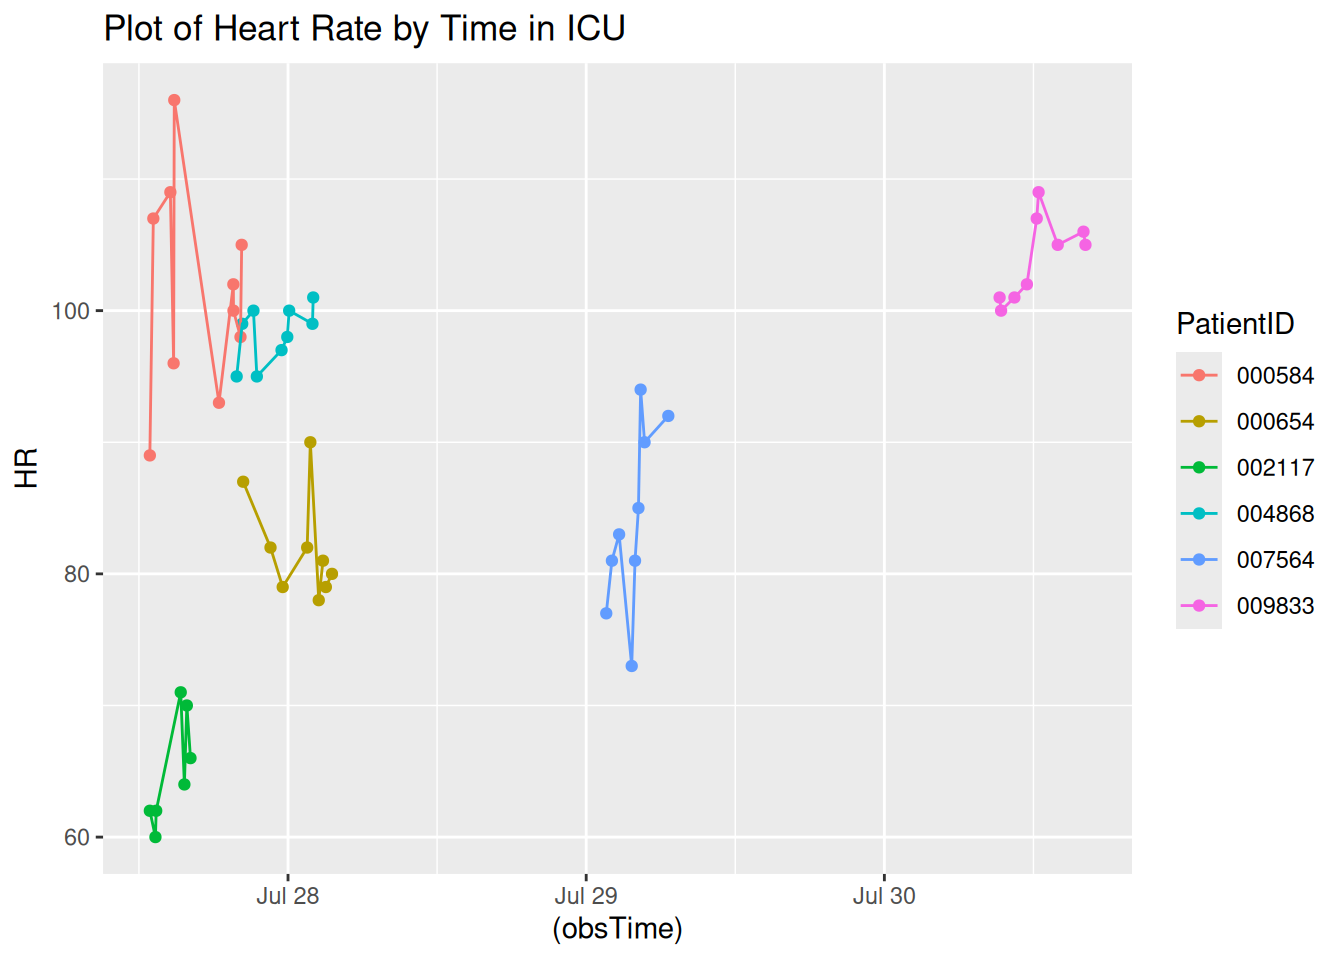 Plot of Heart Rate by Time in ICU
HR
100
80
60
Jul 28
Jul 29
Jul 30
(obsTime)
PatientID
000584
000654
002117
004868
007564
009833